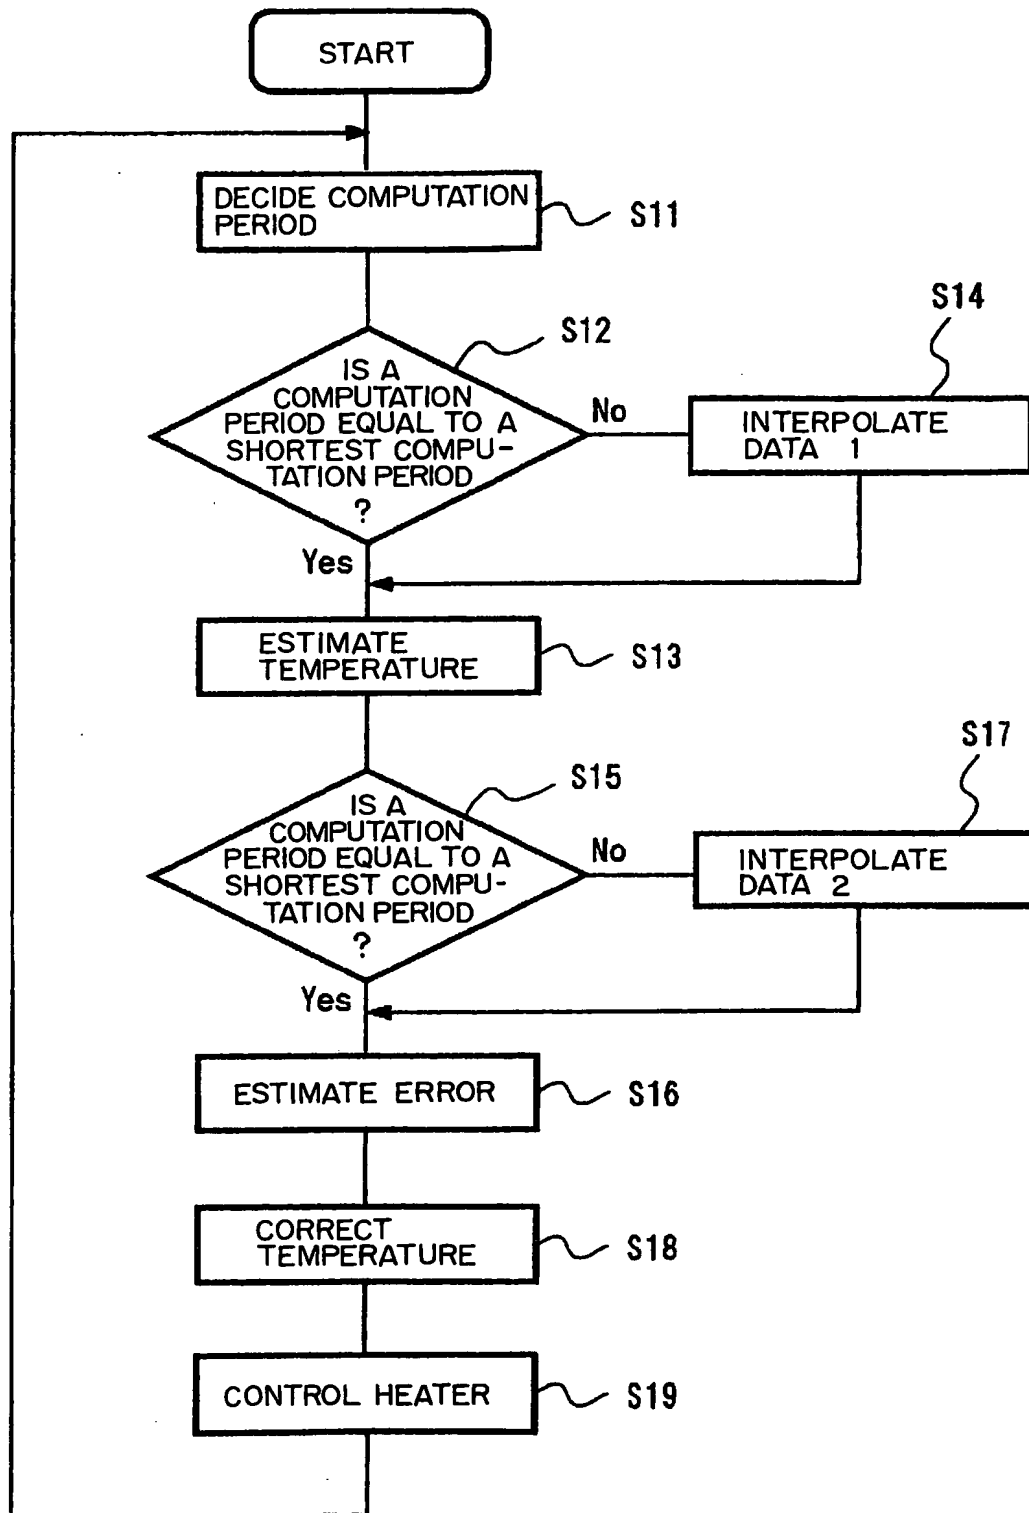 START
DECIDE COMPUTATION
PERIOD
S11
S12
IS A
COMPUTATION
PERIOD EQUAL TO A
SHORTEST COMPU-
TATION PERIOD
?
No
S14
INTERPOLATE
DATA 1
Yes
ESTIMATE
TEMPERATURE
S13
S15
IS A
COMPUTATION
PERIOD EQUAL TO A
SHORTEST COMPU-
TATION PERIOD
?
No
S17
INTERPOLATE
DATA 2
Yes
ESTIMATE ERROR
S16
CORRECT
TEMPERATURE
S18
CONTROL HEATER
S19